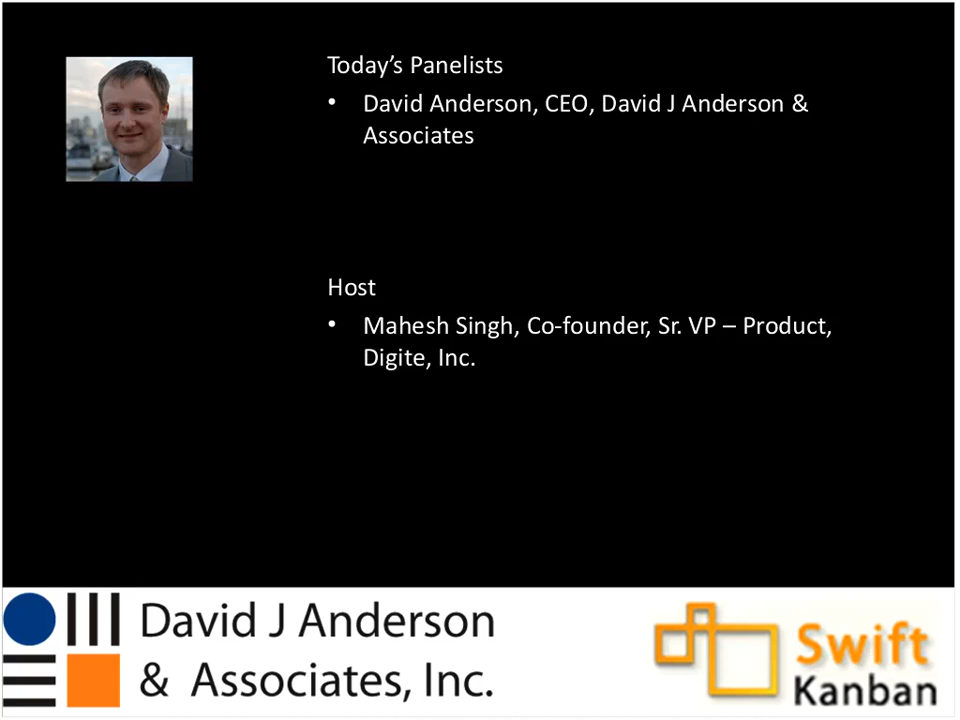 Today’s Panelists
• David Anderson, CEO, David J Anderson &
Associates
Host
• Mahesh Singh, Co-founder, Sr. VP – Product,
Digite, Inc.
David J Anderson
& Associates, Inc.
Swift
Kanban